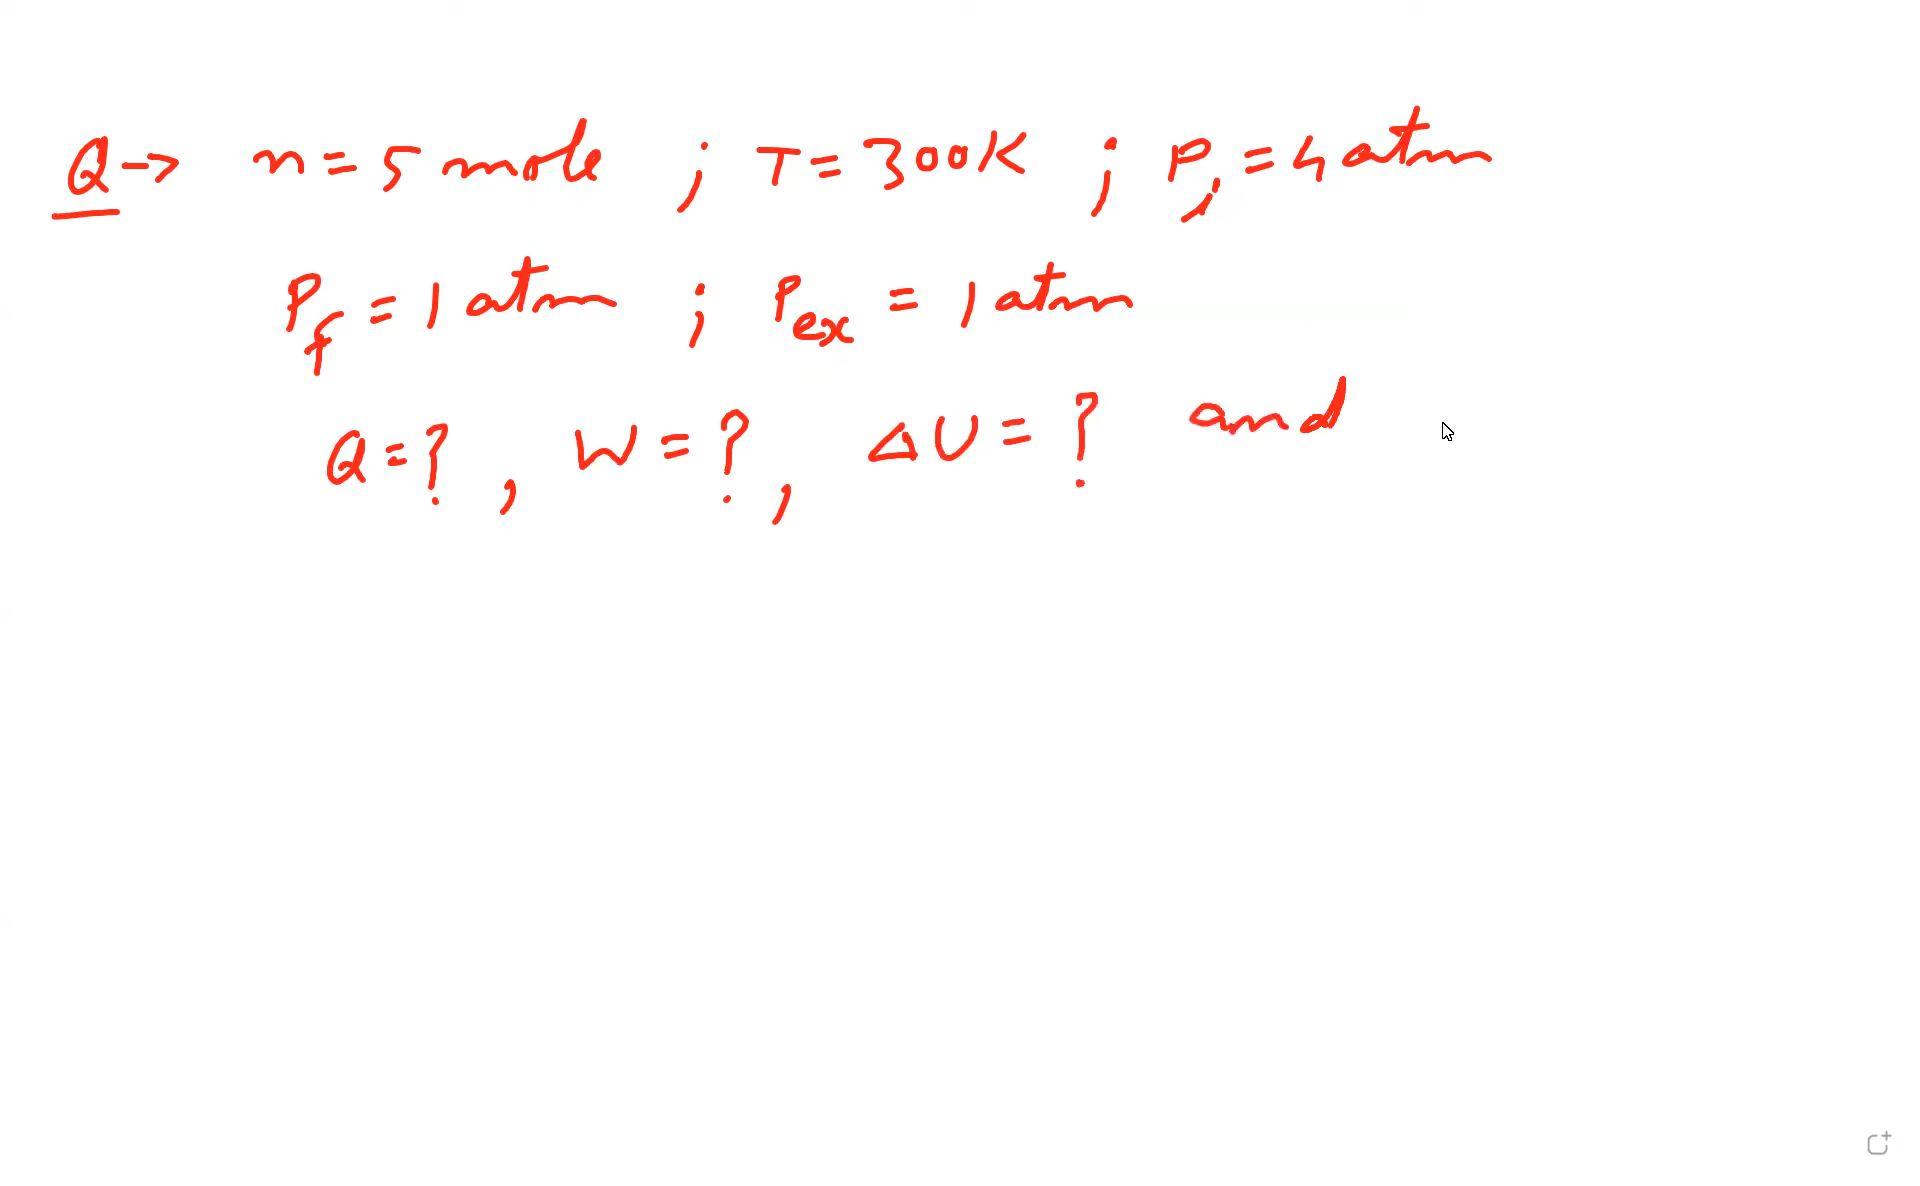 Q → n = 5 mole ; T = 300K ; Pi = 4 atm
Pf = 1 atm ; Pex = 1 atm
Q = ? , W = ? , ΔU = ? and